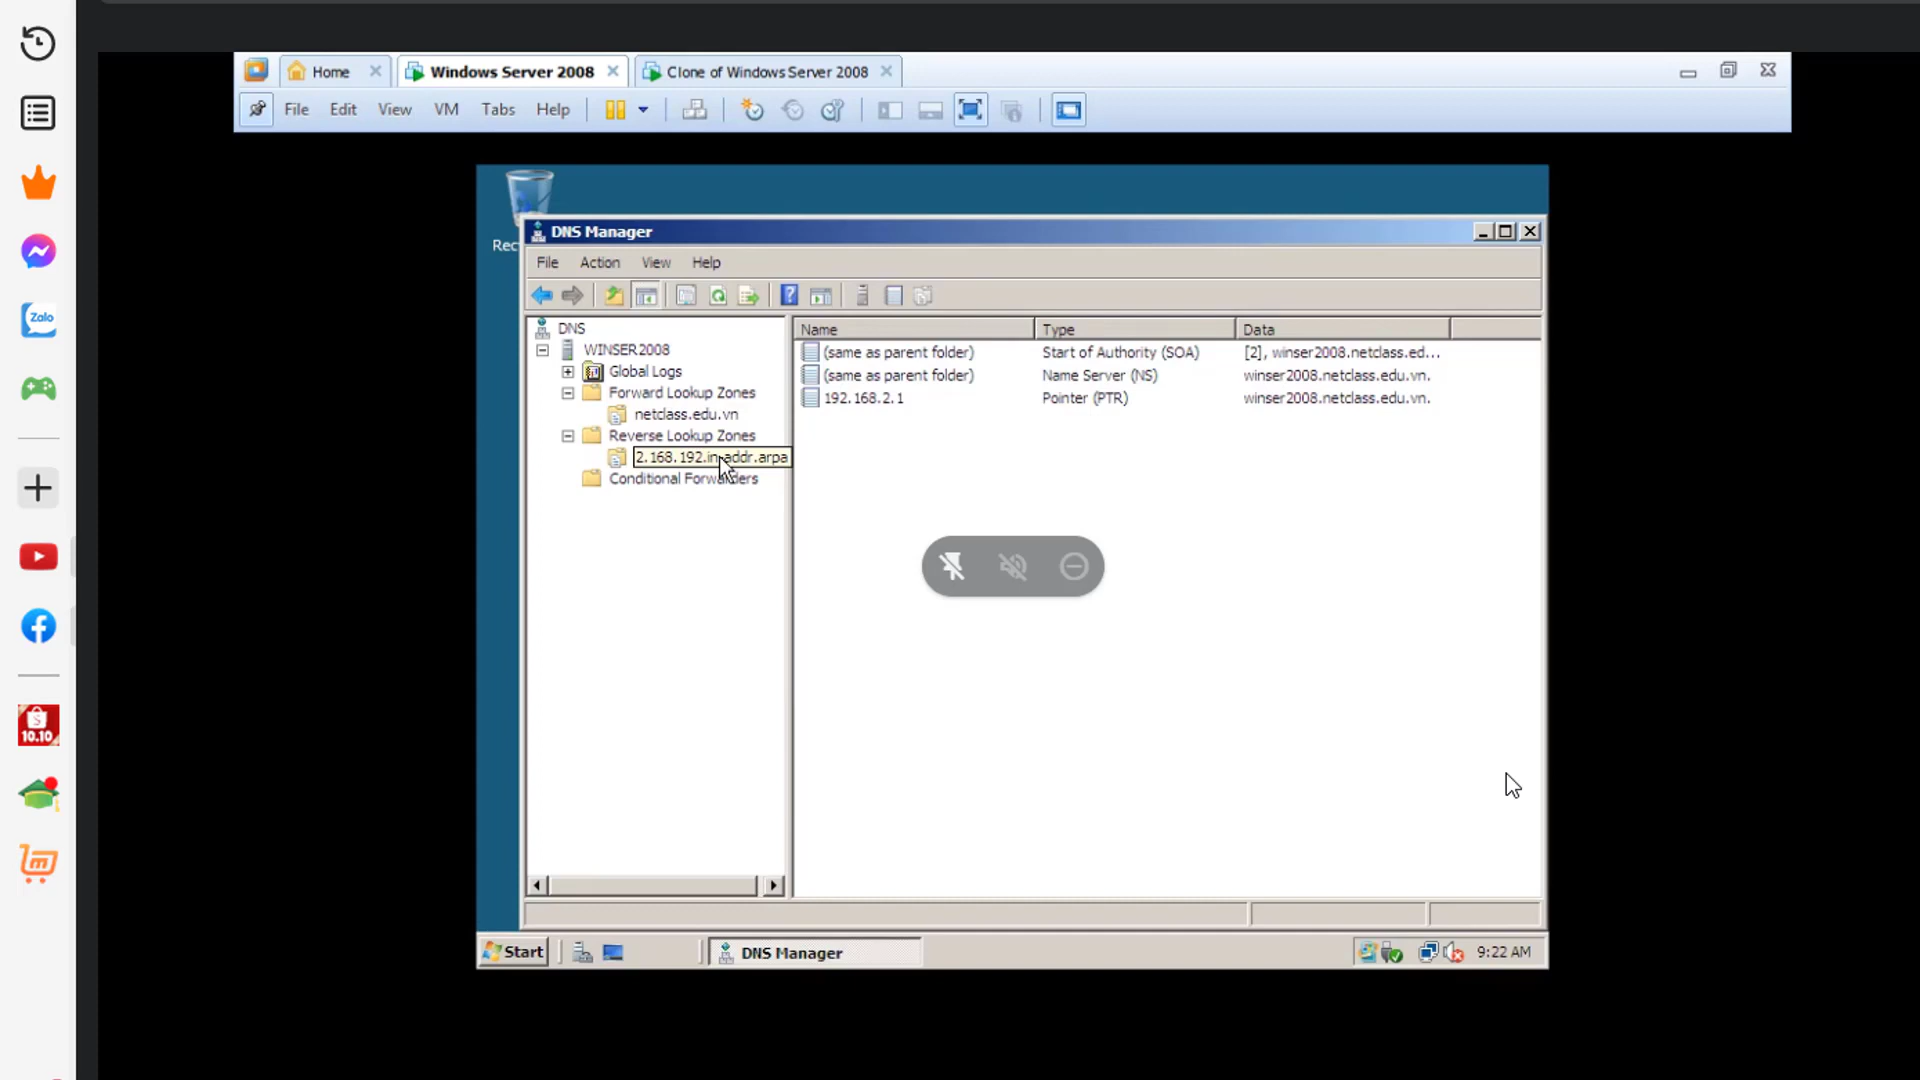 Home
Windows Server 2008
Clone of Windows Server 2008
File Edit View VM Tabs Help
Rec
DNS Manager
File Action View Help
DNS
WINSER2008
Global Logs
Forward Lookup Zones
netclass.edu.vn
Reverse Lookup Zones
2.168.192.in-addr.arpa
Conditional Forwarders
Name Type Data
(same as parent folder) Start of Authority (SOA) [2], winser2008.netclass.ed...
(same as parent folder) Name Server (NS) winser2008.netclass.edu.vn.
192.168.2.1 Pointer (PTR) winser2008.netclass.edu.vn.
Zalo
10.10
Start
DNS Manager
9:22 AM